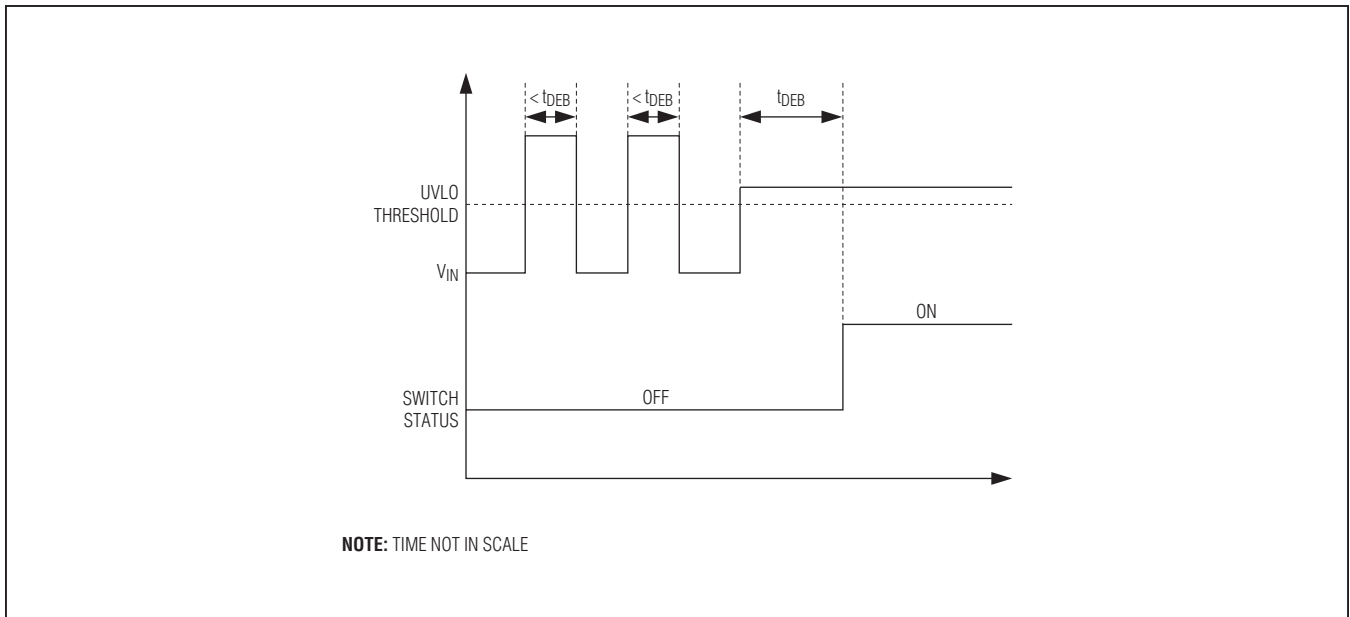 < tDEB
< tDEB
tDEB
UVLO
THRESHOLD
VIN
ON
SWITCH
STATUS
OFF
NOTE: TIME NOT IN SCALE